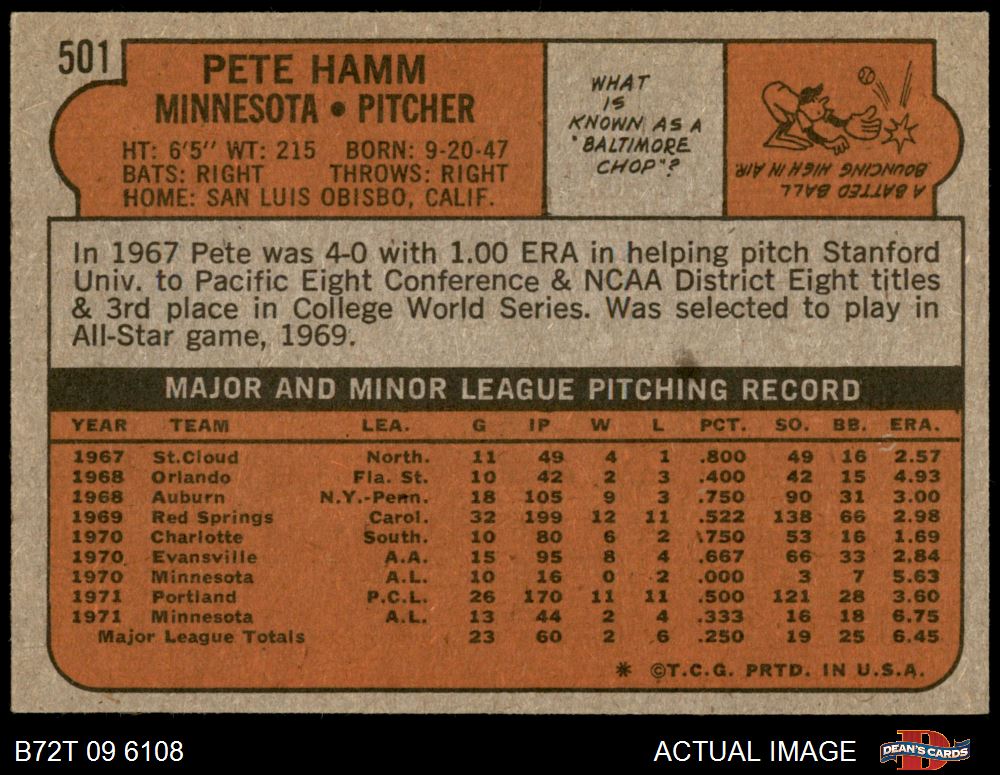 501
PETE HAMM
MINNESOTA • PITCHER
HT: 6'5" WT: 215 BORN: 9-20-47
BATS: RIGHT THROWS: RIGHT
HOME: SAN LUIS OBISBO, CALIF.
WHAT
IS
KNOWN AS A
"BALTIMORE
CHOP"?
A BATTED BALL
BOUNCING HIGH IN AIR.
In 1967 Pete was 4-0 with 1.00 ERA in helping pitch Stanford
Univ. to Pacific Eight Conference & NCAA District Eight titles
& 3rd place in College World Series. Was selected to play in
All-Star game, 1969.
MAJOR AND MINOR LEAGUE PITCHING RECORD
YEAR TEAM LEA. G IP W L PCT. SO. BB. ERA.
1967 St.Cloud North. 11 49 4 1 .800 49 16 2.57
1968 Orlando Fla. St. 10 42 2 3 .400 42 15 4.93
1968 Auburn N.Y.-Penn. 18 105 9 3 .750 90 31 3.00
1969 Red Springs Carol. 32 199 12 11 .522 138 66 2.98
1970 Charlotte South. 10 80 6 2 .750 53 16 1.69
1970 Evansville A.A. 15 95 8 4 .667 66 33 2.84
1970 Minnesota A.L. 10 16 0 2 .000 3 7 5.63
1971 Portland P.C.L. 26 170 11 11 .500 121 28 3.60
1971 Minnesota A.L. 13 44 2 4 .333 16 18 6.75
Major League Totals 23 60 2 6 .250 19 25 6.45
* ©T.C.G. PRTD. IN U.S.A.
B72T 09 6108
ACTUAL IMAGE
DEAN'S CARDS